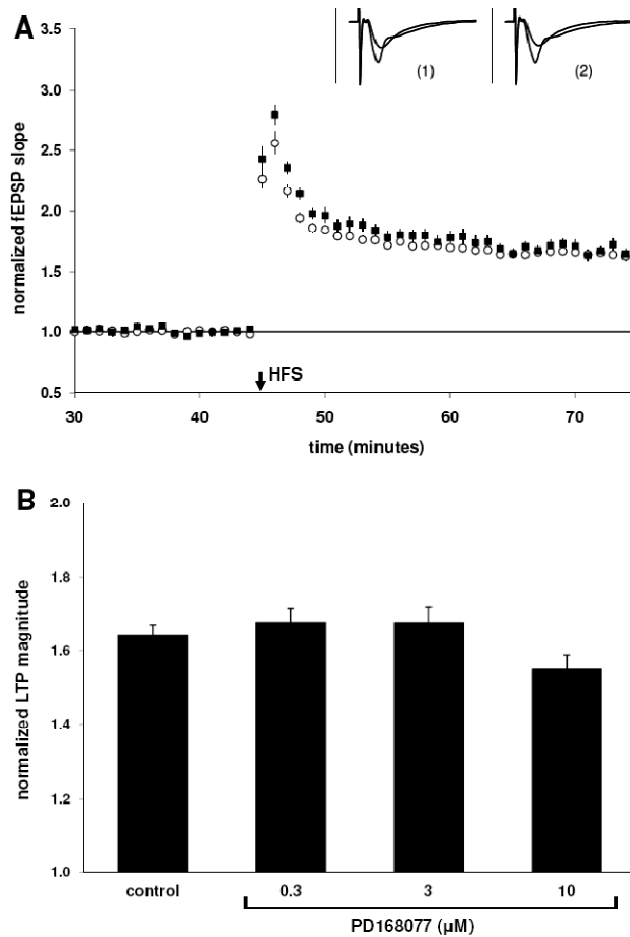 A
normalized fEPSP slope
3.5
3.0
2.5
2.0
1.5
1.0
0.5
(1)
(2)
HFS
30
40
50
60
70
time (minutes)
B
normalized LTP magnitude
2.0
1.8
1.6
1.4
1.2
1.0
control
0.3
3
10
PD168077 (µM)